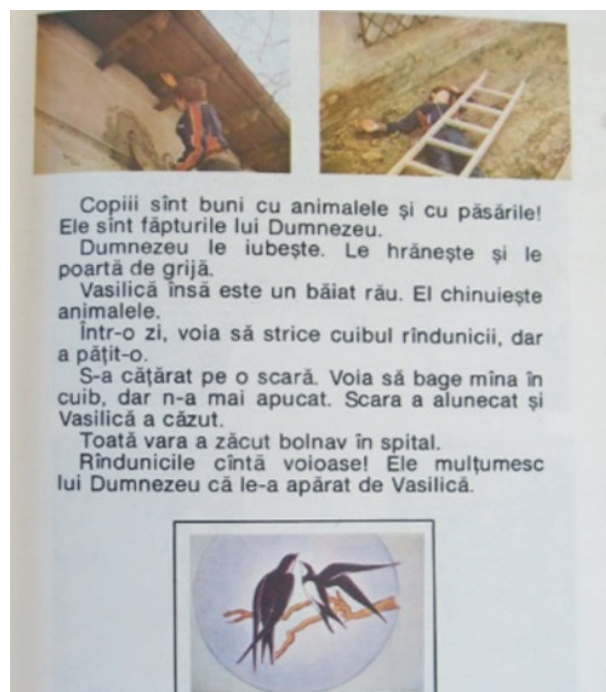 Copiii sînt buni cu animalele și cu păsările!
Ele sînt făpturile lui Dumnezeu.
Dumnezeu le iubește. Le hrănește și le
poartă de grijă.
Vasilică însă este un băiat rău. El chinuiește
animalele.
Într-o zi, voia să strice cuibul rîndunicii, dar
a pățit-o.
S-a cățărat pe o scară. Voia să bage mîna în
cuib, dar n-a mai apucat. Scara a alunecat și
Vasilică a căzut.
Toată vara a zăcut bolnav în spital.
Rîndunicile cîntă voioase! Ele mulțumesc
lui Dumnezeu că le-a apărat de Vasilică.